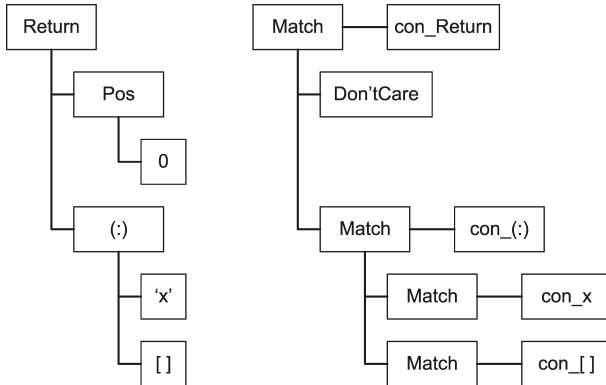 Return
Match
con_Return
Pos
Don'tCare
0
(:)
Match
con_(:)
‘x’
Match
con_x
[ ]
Match
con_[ ]